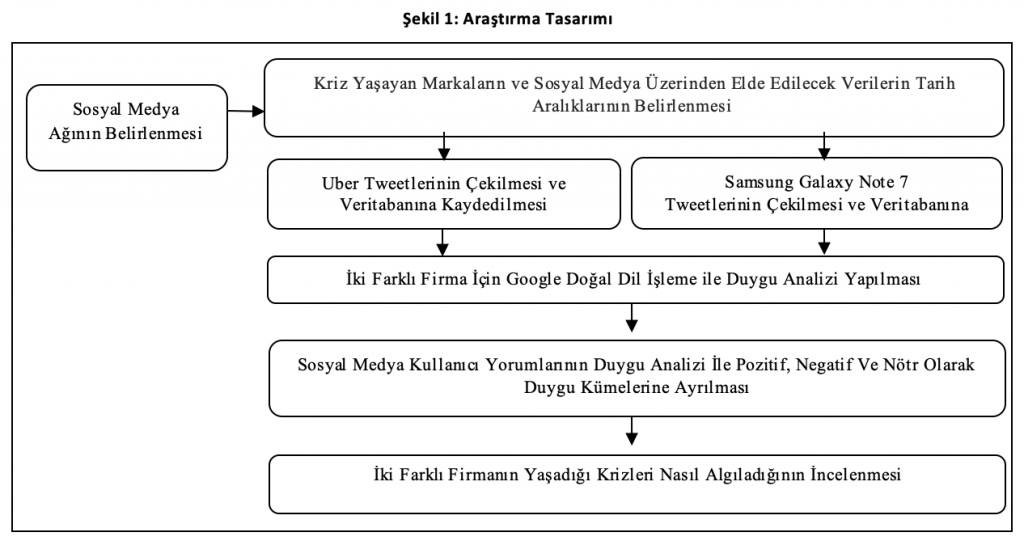 Şekil 1: Araştırma Tasarımı
Sosyal Medya
Ağının Belirlenmesi
Kriz Yaşayan Markaların ve Sosyal Medya Üzerinden Elde Edilecek Verilerin Tarih
Aralıklarının Belirlenmesi
Uber Tweetlerinin Çekilmesi ve
Veritabanına Kaydedilmesi
Samsung Galaxy Note 7
Tweetlerinin Çekilmesi ve Veritabanına
İki Farklı Firma İçin Google Doğal Dil İşleme ile Duygu Analizi Yapılması
Sosyal Medya Kullanıcı Yorumlarının Duygu Analizi İle Pozitif, Negatif Ve Nötr Olarak
Duygu Kümelerine Ayrılması
İki Farklı Firmanın Yaşadığı Krizleri Nasıl Algıladığının İncelenmesi